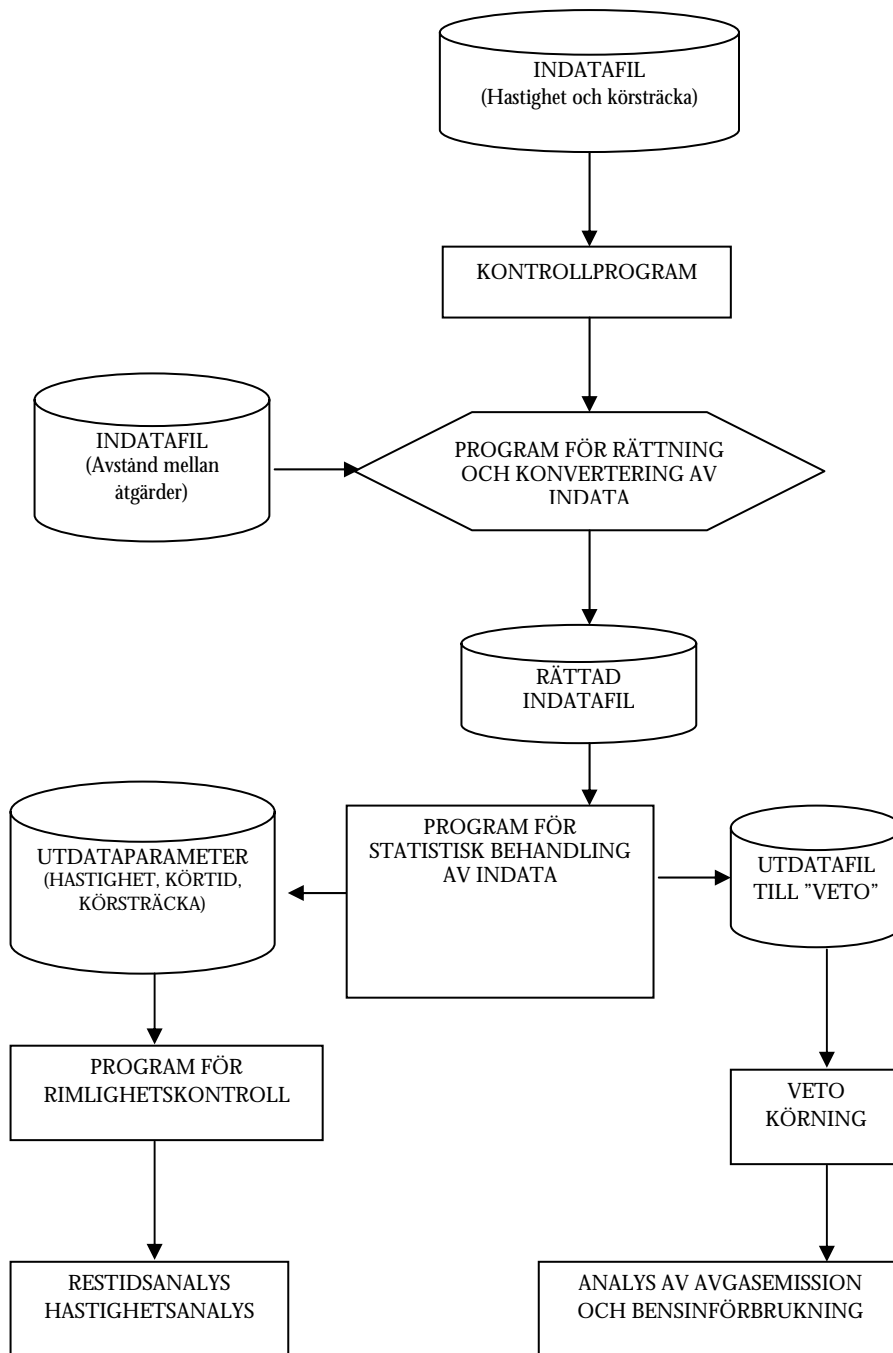 INDATAFIL
(Hastighet och körsträcka)
KONTROLLPROGRAM
INDATAFIL
(Avstånd mellan
åtgärder)
PROGRAM FÖR RÄTTNING
OCH KONVERTERING AV
INDATA
RÄTTAD
INDATAFIL
UTDATAPARAMETER
(HASTIGHET, KÖRTID,
KÖRSTRÄCKA)
PROGRAM FÖR
STATISTISK BEHANDLING
AV INDATA
UTDATAFIL
TILL ”VETO”
PROGRAM FÖR
RIMLIGHETSKONTROLL
VETO
KÖRNING
RESTIDSANALYS
HASTIGHETSANALYS
ANALYS AV AVGASEMISSION
OCH BENSINFÖRBRUKNING